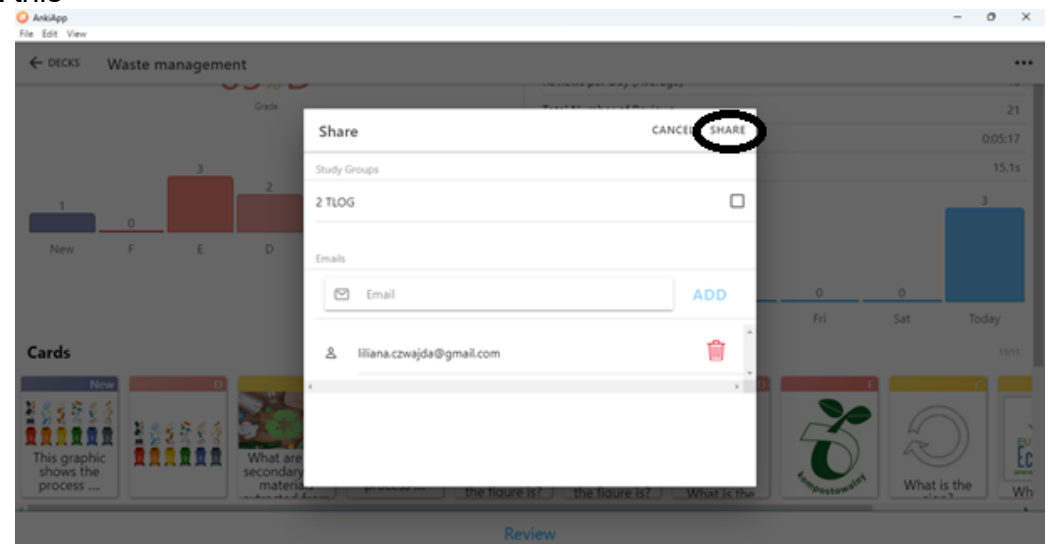 AnkiApp
File Edit View
← DECKS Waste management
Grade
21
0:05:17
15.1s
Share CANCEL SHARE
Study Groups
2 TLOG
Emails
Email ADD
liliana.czwajda@gmail.com
3
2
1
0
New F E D
3
0 0
Fri Sat Today
Cards 11/11
New D D E
This graphic
shows the
process ....
What are
secondary
the figure is? the figure is? What is the
kompostowalny
What is the
EU
Wh
Review